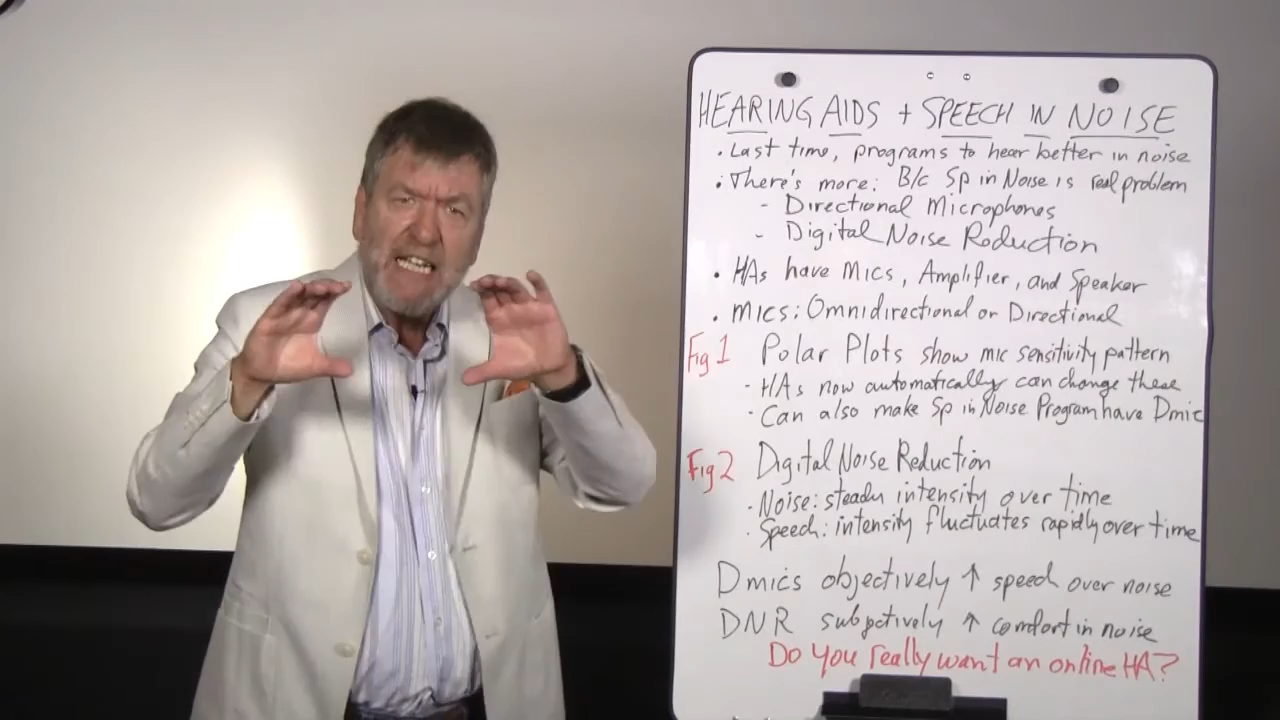 HEARING AIDS + SPEECH IN NOISE
· Last time, programs to hear better in noise
· There's more: B/c Sp in Noise is real problem
- Directional Microphones
- Digital Noise Reduction
· HAs have Mics, Amplifier, and Speaker
· Mics: Omnidirectional or Directional
Fig 1 Polar Plots show mic sensitivity pattern
- HAs now automatically can change these
· Can also make Sp in Noise Program have Dmic
Fig 2 Digital Noise Reduction
· Noise: steady intensity over time
· Speech: intensity fluctuates rapidly over time
Dmics objectively ↑ speech over noise
DNR subjectively ↑ comfort in noise
Do you really want an online HA?